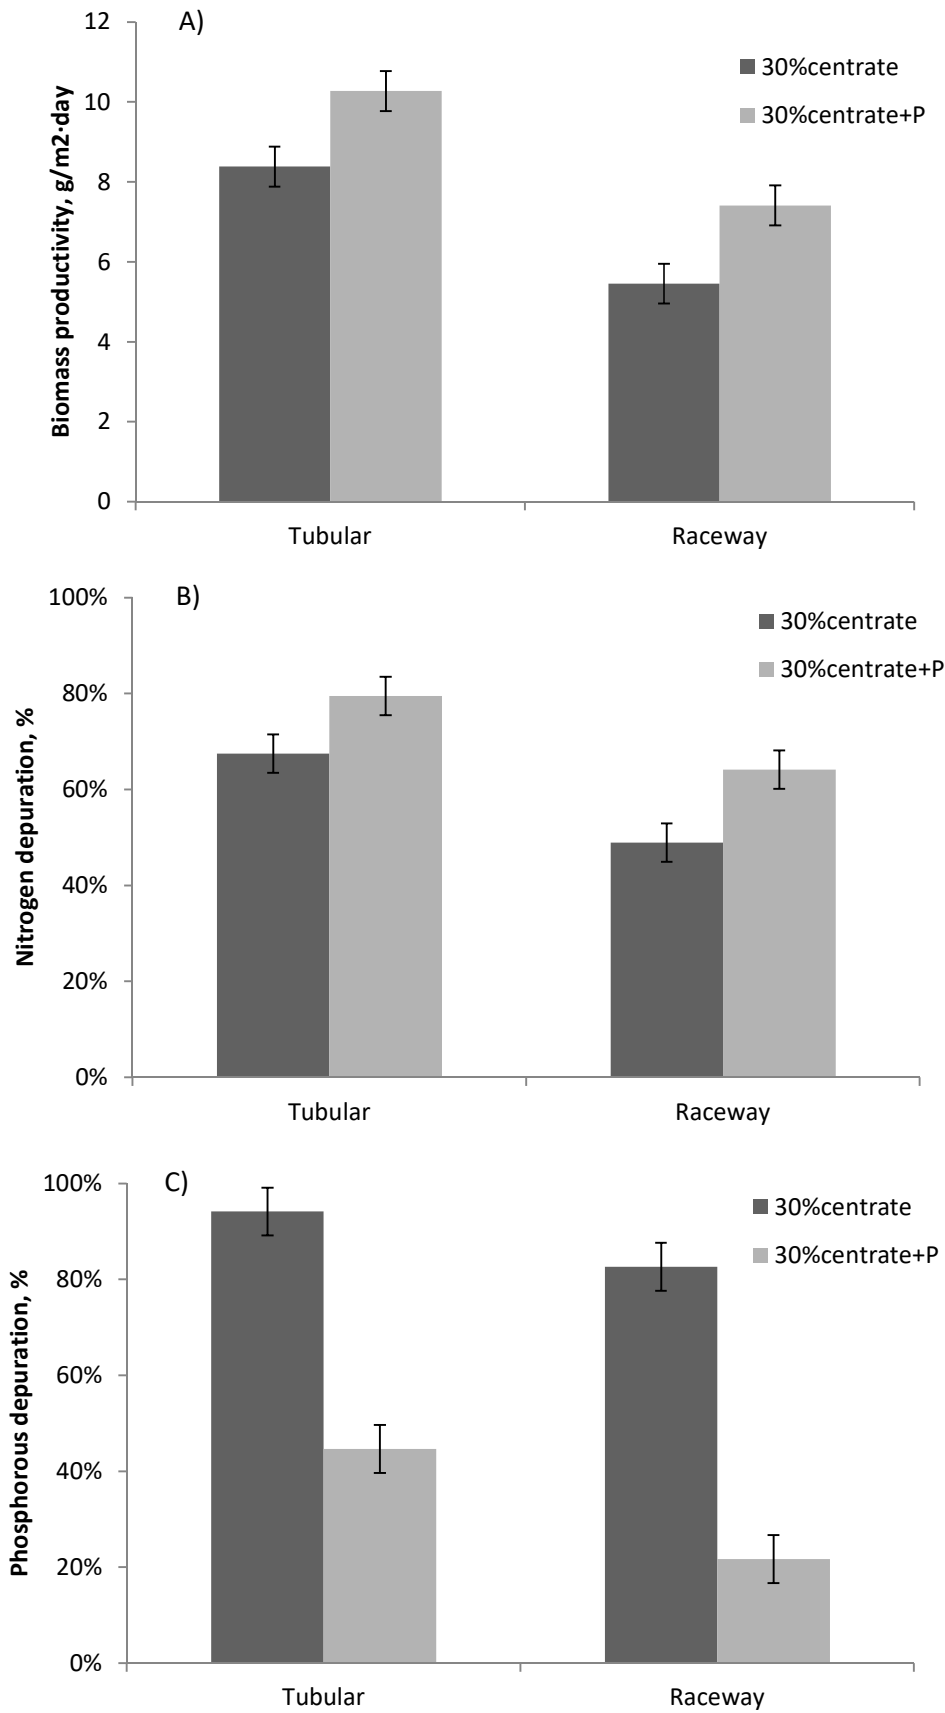 A)
12
10
8
6
4
2
0
Biomass productivity, g/m2·day
30%centrate
30%centrate+P
Tubular Raceway
B)
100%
80%
60%
40%
20%
0%
Nitrogen depuration, %
30%centrate
30%centrate+P
Tubular Raceway
C)
100%
80%
60%
40%
20%
0%
Phosphorous depuration, %
30%centrate
30%centrate+P
Tubular Raceway